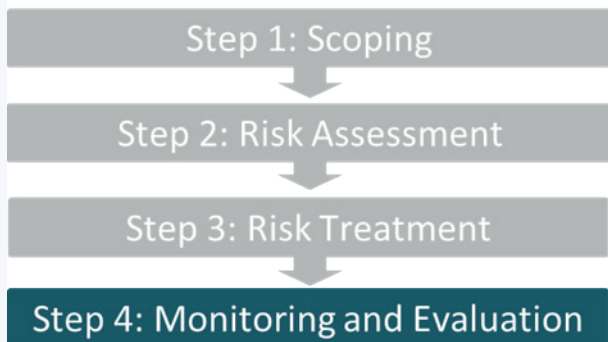 Step 1: Scoping
Step 2: Risk Assessment
Step 3: Risk Treatment
Step 4: Monitoring and Evaluation